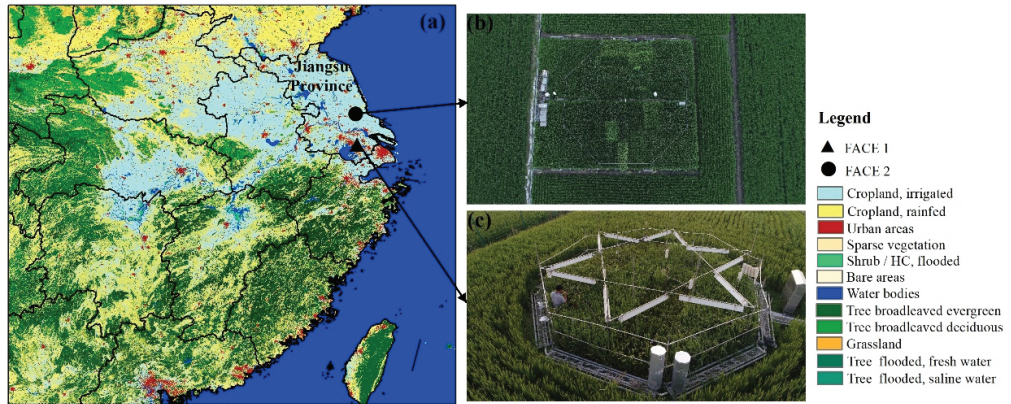 (a)
Jiangsu
Province
(b)
(c)
Legend
FACE 1
FACE 2
Cropland, irrigated
Cropland, rainfed
Urban areas
Sparse vegetation
Shrub / HC, flooded
Bare areas
Water bodies
Tree broadleaved evergreen
Tree broadleaved deciduous
Grassland
Tree flooded, fresh water
Tree flooded, saline water